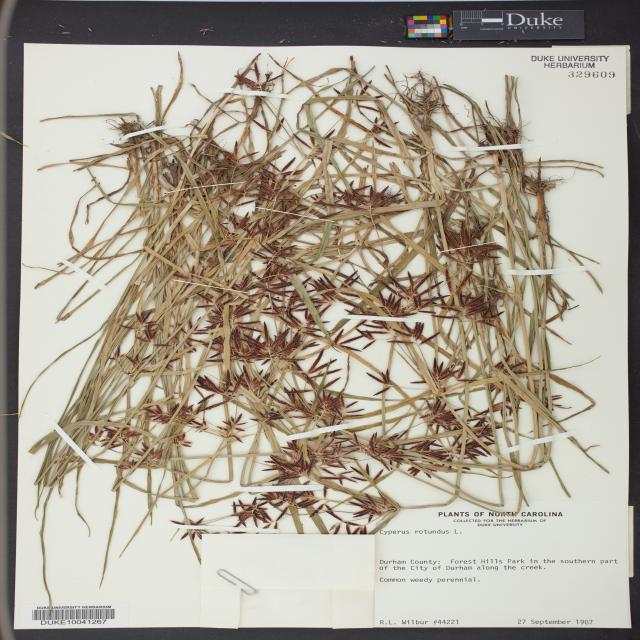 Duke
UNIVERSITY
DUKE UNIVERSITY
HERBARIUM
329609
PLANTS OF NORTH CAROLINA
COLLECTED FOR THE HERBARIUM OF
DUKE UNIVERSITY
Cyperus rotundus L.
Durham County: Forest Hills Park in the southern part
of the City of Durham along the creek.
Common weedy perennial.
R.L. Wilbur #44221 27 September 1987
DUKE UNIVERSITY HERBARIUM
DUKE10041267